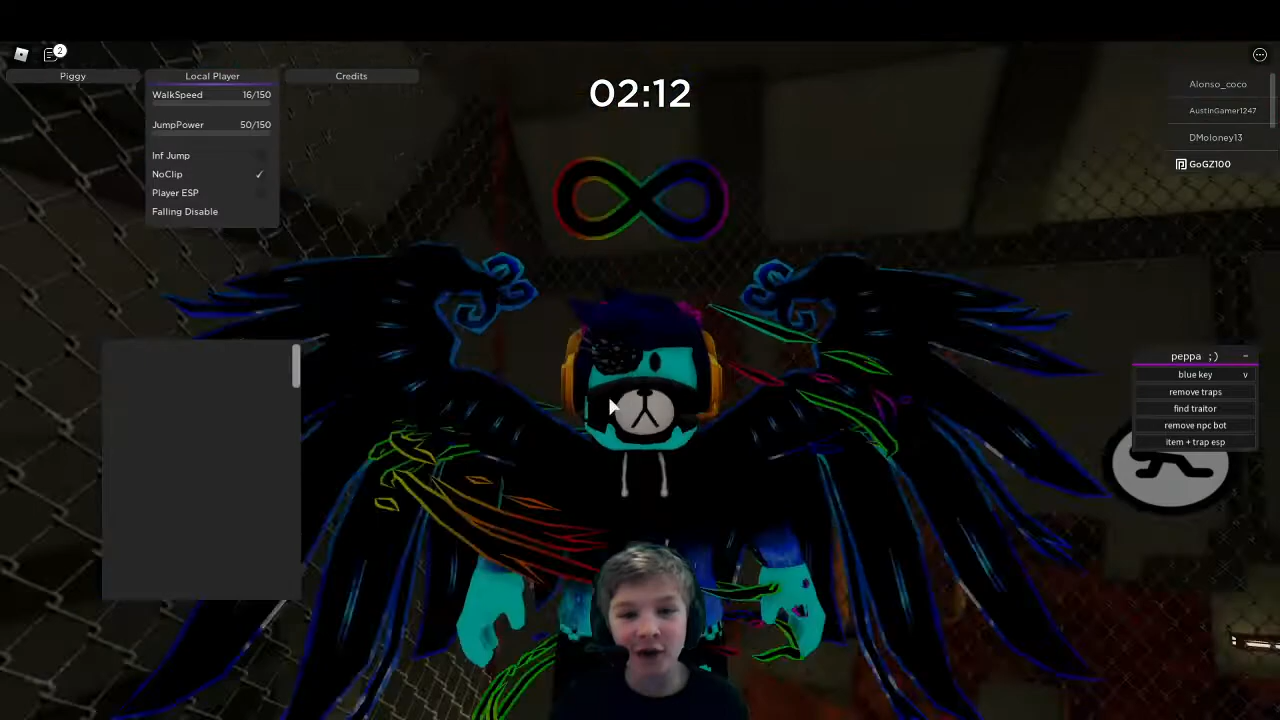 2
Piggy
Local Player
Credits
WalkSpeed 16/150
JumpPower 50/150
Inf Jump
NoClip ✓
Player ESP
Falling Disable
02:12
Alonso_coco
AustinGamer1247
DMoloney13
GoGZ100
peppa ;) -
blue key v
remove traps
find traitor
remove npc bot
item + trap esp